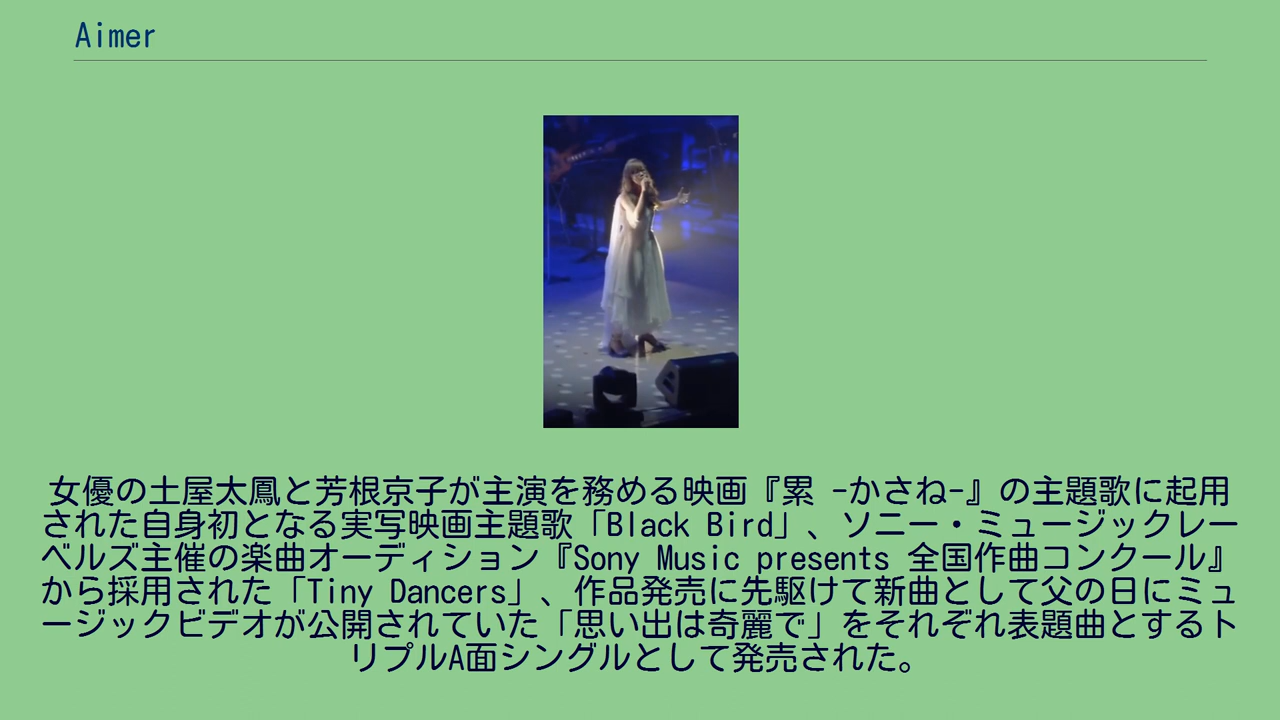 Aimer
女優の土屋太鳳と芳根京子が主演を務める映画『累 -かさね-』の主題歌に起用
された自身初となる実写映画主題歌「Black Bird」、ソニー・ミュージックレー
ベルズ主催の楽曲オーディション『Sony Music presents 全国作曲コンクール』
から採用された「Tiny Dancers」、作品発売に先駆けて新曲として父の日にミュ
ージックビデオが公開されていた「思い出は奇麗で」をそれぞれ表題曲とするト
リプルA面シングルとして発売された。